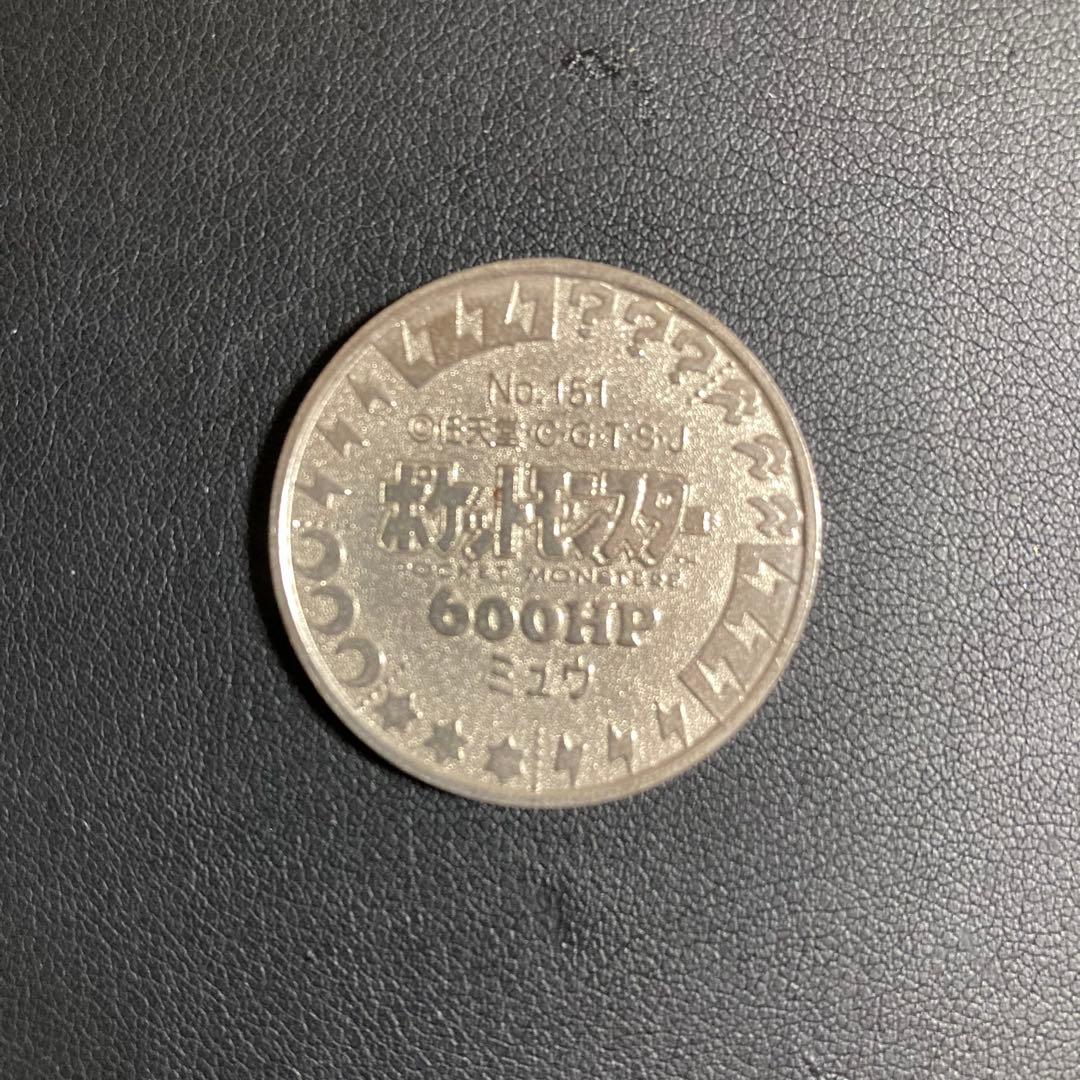 No.151
©任天堂・C・G・T・S・J
ポケットモンスター
POCKET MONSTERS
600HP
ミュウ